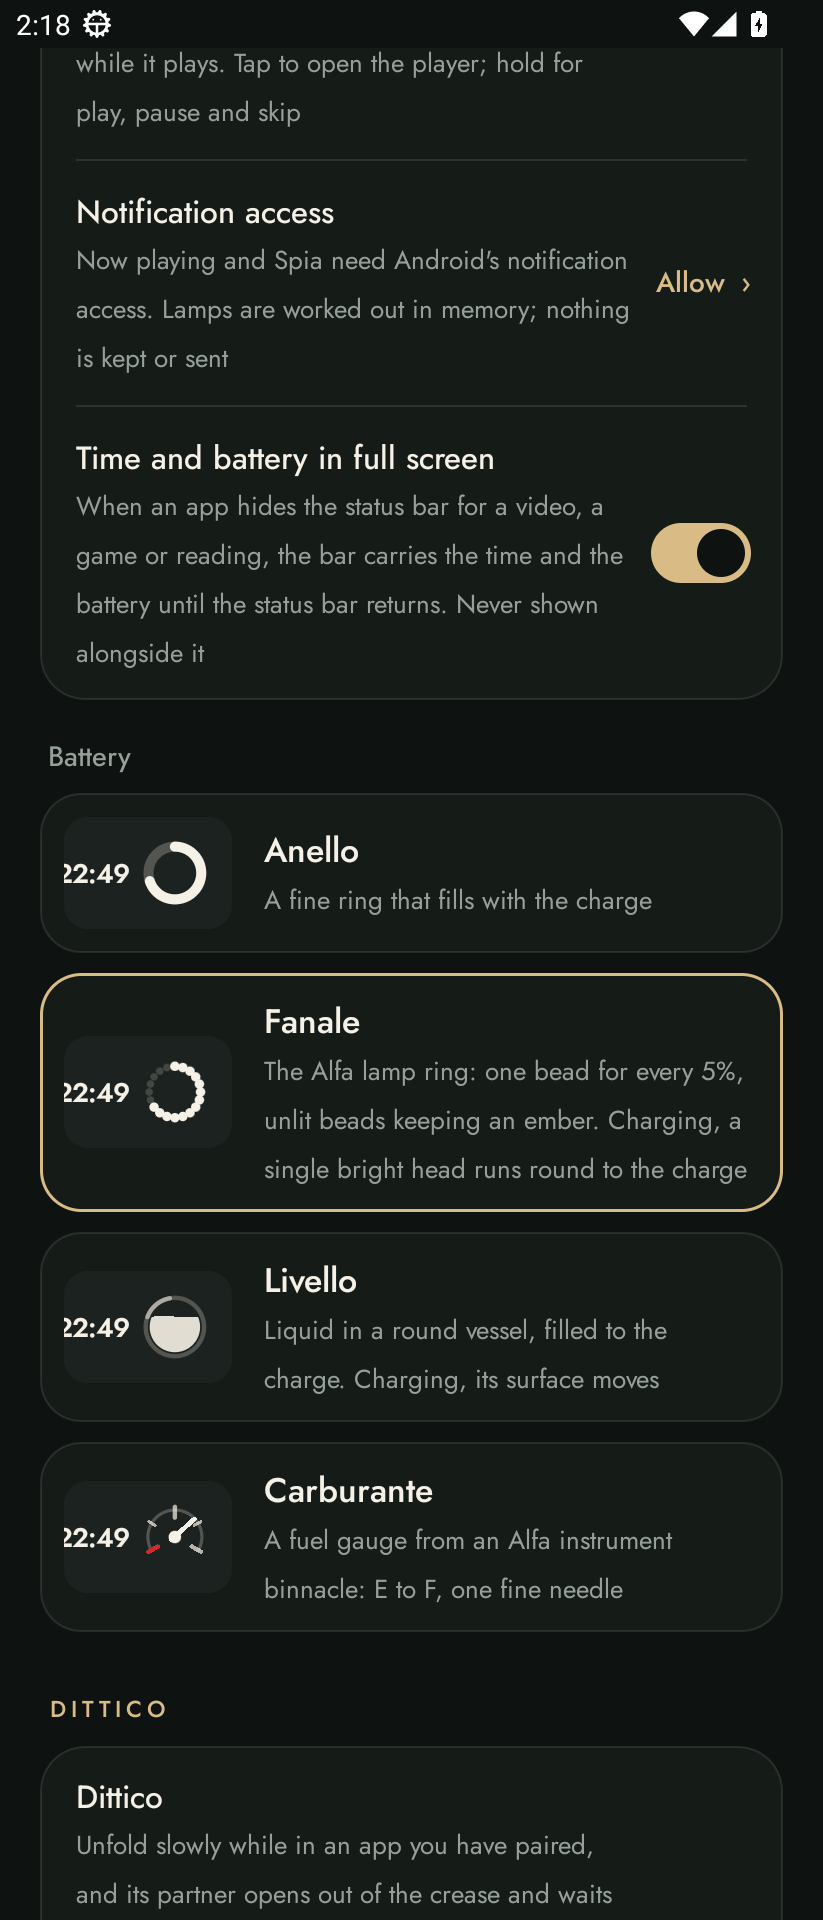 2:18
while it plays. Tap to open the player; hold for
play, pause and skip
Notification access
Now playing and Spia need Android's notification
access. Lamps are worked out in memory; nothing
is kept or sent
Allow ›
Time and battery in full screen
When an app hides the status bar for a video, a
game or reading, the bar carries the time and the
battery until the status bar returns. Never shown
alongside it
Battery
22:49
Anello
A fine ring that fills with the charge
22:49
Fanale
The Alfa lamp ring: one bead for every 5%,
unlit beads keeping an ember. Charging, a
single bright head runs round to the charge
22:49
Livello
Liquid in a round vessel, filled to the
charge. Charging, its surface moves
22:49
Carburante
A fuel gauge from an Alfa instrument
binnacle: E to F, one fine needle
DITTICO
Dittico
Unfold slowly while in an app you have paired,
and its partner opens out of the crease and waits